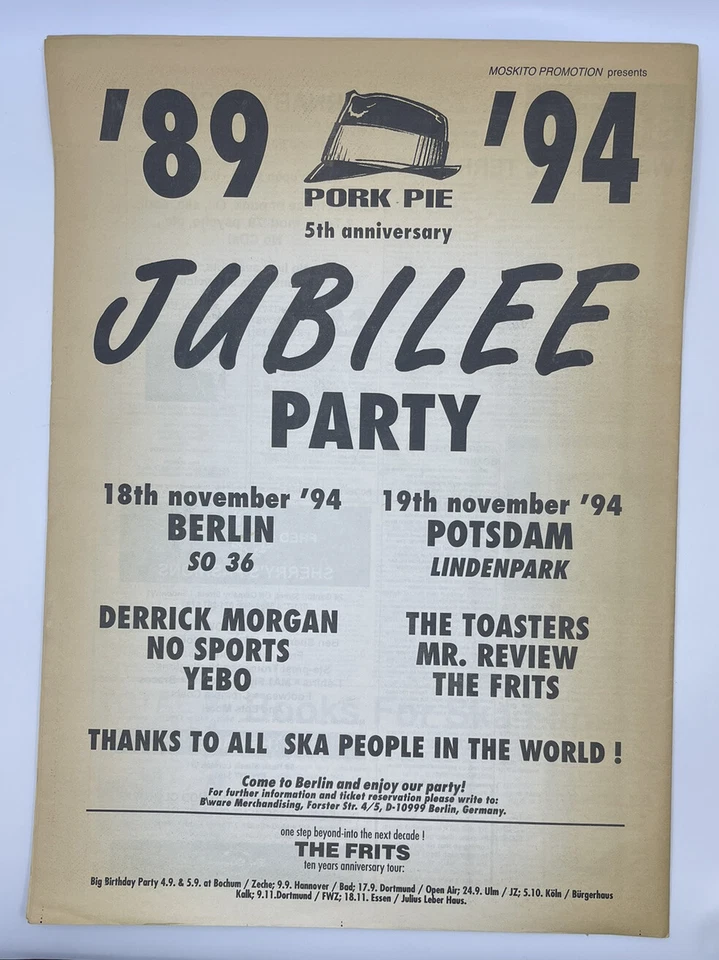 MOSKITO PROMOTION presents
'89 '94
PORK PIE
5th anniversary
JUBILEE
PARTY
18th november '94
BERLIN
SO 36
DERRICK MORGAN
NO SPORTS
YEBO
19th november '94
POTSDAM
LINDENPARK
THE TOASTERS
MR. REVIEW
THE FRITS
THANKS TO ALL SKA PEOPLE IN THE WORLD !
Come to Berlin and enjoy our party!
For further information and ticket reservation please write to:
B'ware Merchandising, Forster Str. 4/5, D-10999 Berlin, Germany.
one step beyond-into the next decade !
THE FRITS
ten years anniversary tour:
Big Birthday Party 4.9. & 5.9. at Bochum / Zeche; 9.9. Hannover / Bad; 17.9. Dortmund / Open Air; 24.9. Ulm / JZ; 5.10. Köln / Bürgerhaus
Kalk; 9.11.Dortmund / FWZ; 18.11. Essen / Julius Leber Haus.